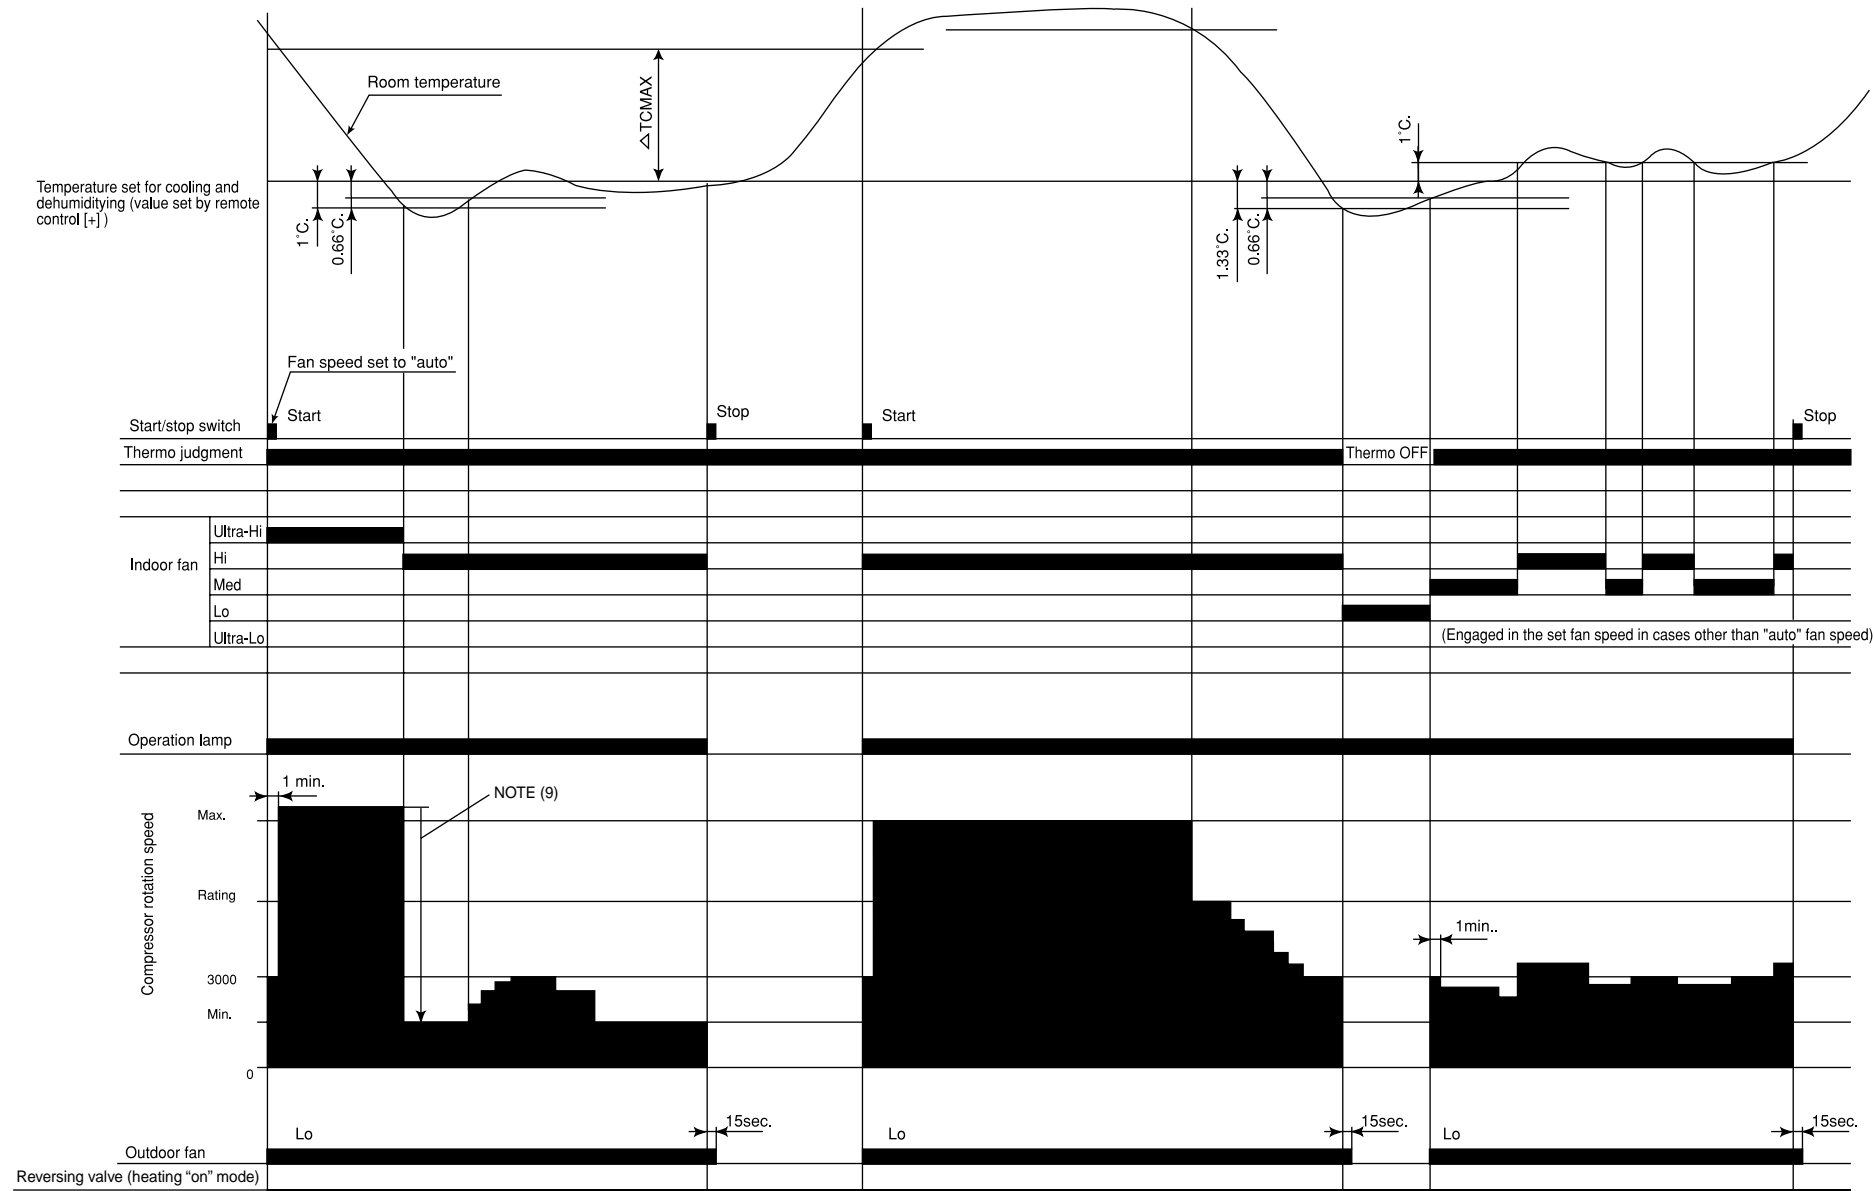 Room temperature
△TCMAX
1˚C.
Temperature set for cooling and
dehumiditying (value set by remote
control [+] )
1˚C.
0.66˚C.
1.33˚C.
0.66˚C.
Fan speed set to "auto"
Start/stop switch
Start
Stop
Start
Stop
Thermo judgment
Thermo OFF
Indoor fan
Ultra-Hi
Hi
Med
Lo
Ultra-Lo
(Engaged in the set fan speed in cases other than "auto" fan speed)
Operation lamp
Compressor rotation speed
1 min.
NOTE (9)
Max.
Rating
1min..
3000
Min.
0
Outdoor fan
Lo
15sec.
Lo
15sec.
Lo
15sec.
Reversing valve (heating “on” mode)